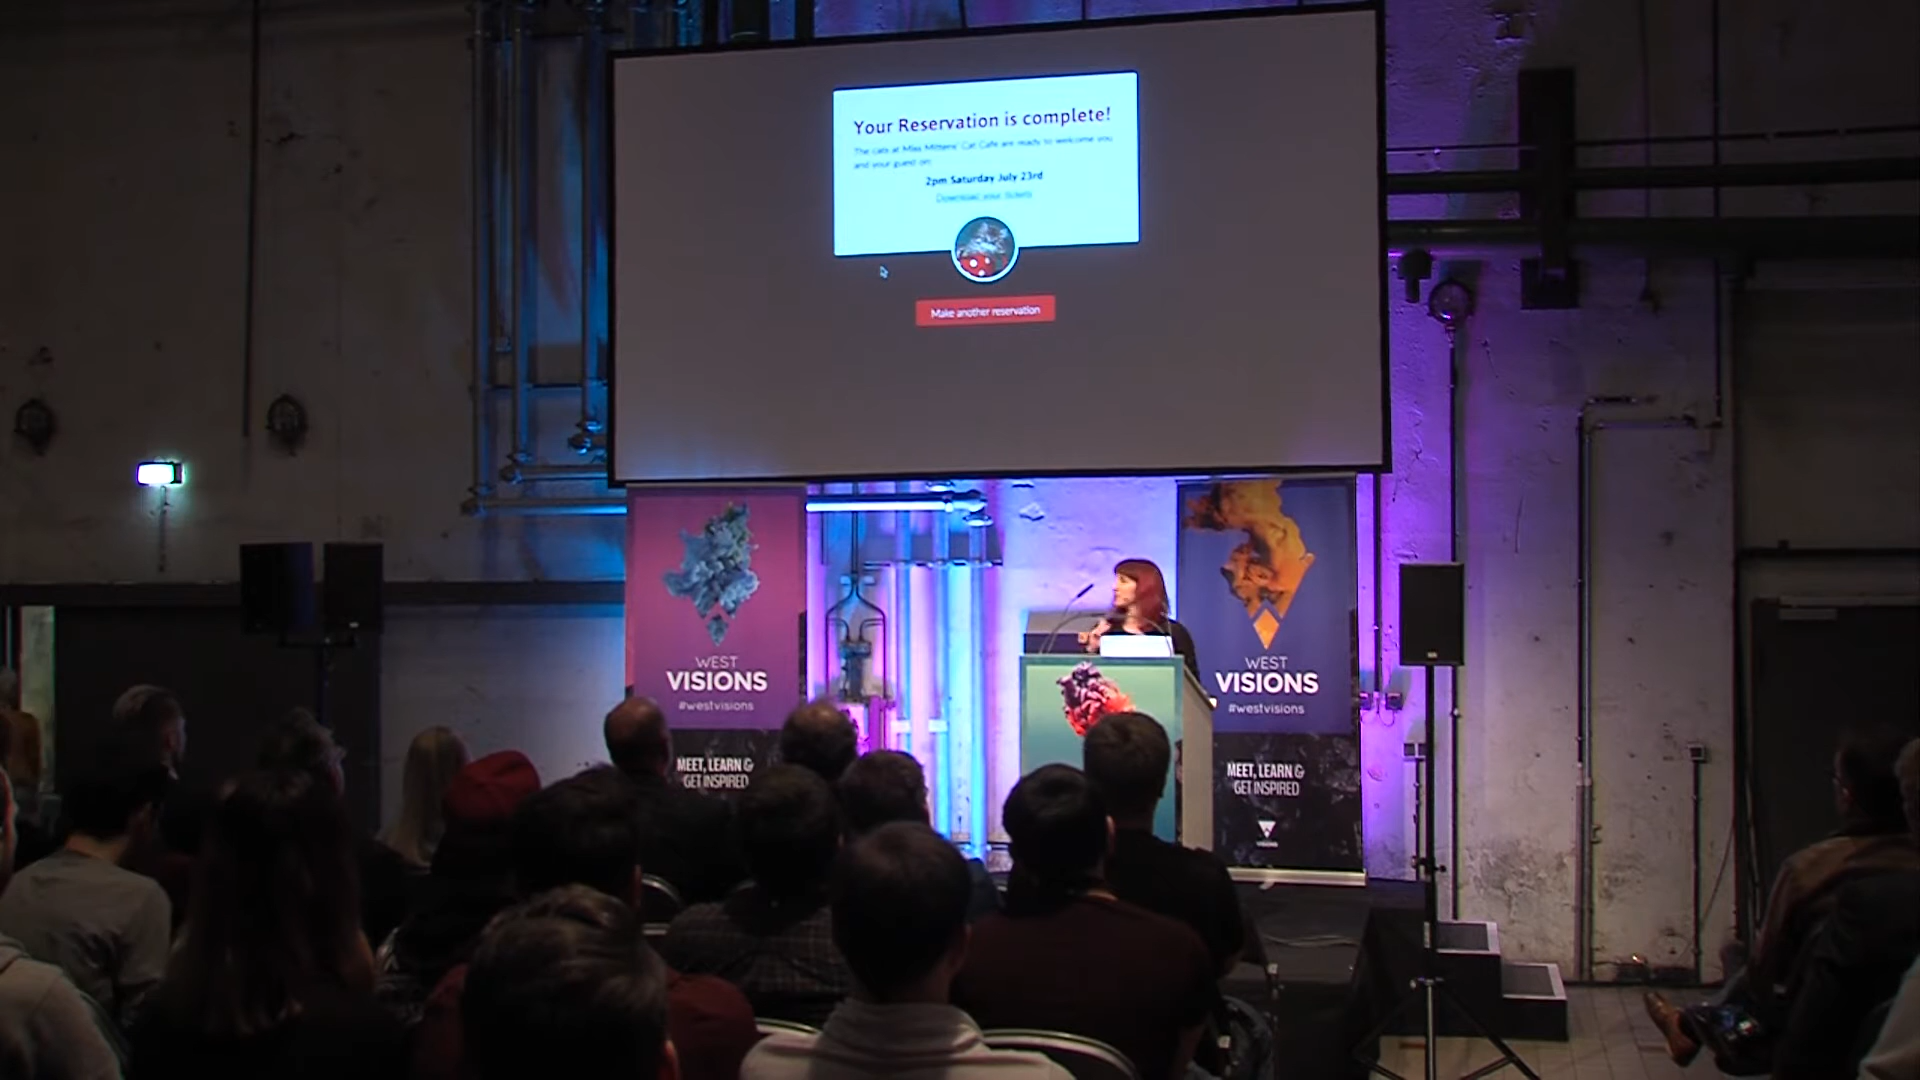 Your Reservation is complete!
The cats at Miss Mittens' Cat Cafe are ready to welcome you
and your guest on:
2pm Saturday July 23rd
Download your tickets
Make another reservation
WEST
VISIONS
#westvisions
MEET, LEARN &
GET INSPIRED
WEST
VISIONS
#westvisions
MEET, LEARN &
GET INSPIRED
VISIONS